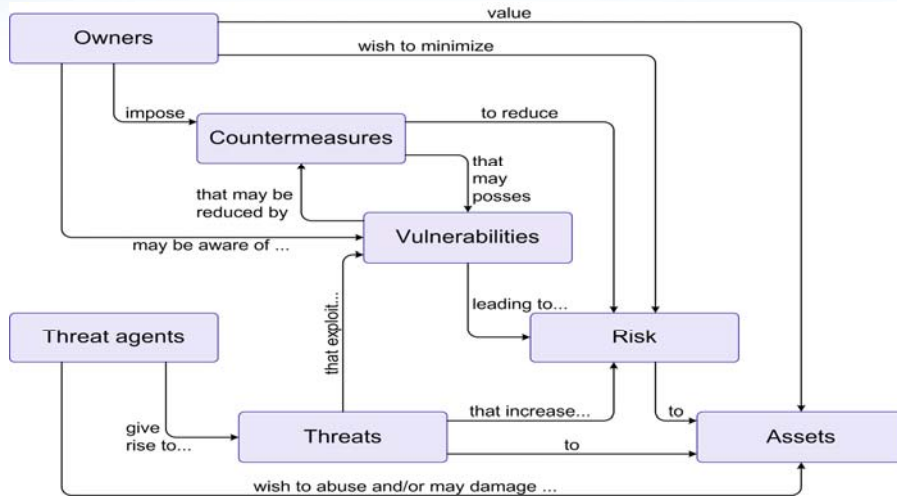 value
Owners
wish to minimize
impose
to reduce
Countermeasures
that
may
posses
that may be
reduced by
Vulnerabilities
may be aware of ...
that exploit...
leading to...
Threat agents
Risk
give
rise to...
that increase...
to
Threats
to
Assets
wish to abuse and/or may damage ...